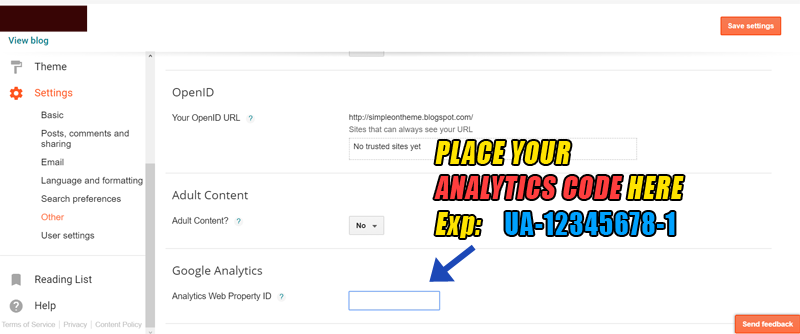 View blog
Save settings
Theme
Settings
Basic
Posts, comments and
sharing
Email
Language and formatting
Search preferences
Other
User settings
Reading List
Help
Terms of Service | Privacy | Content Policy
OpenID
Your OpenID URL ?
http://simpleontheme.blogspot.com/
Sites that can always see your URL
No trusted sites yet
PLACE YOUR
ANALYTICS CODE HERE
Exp: UA-12345678-1
Adult Content
Adult Content? ?
No
Google Analytics
Analytics Web Property ID ?
Send feedback